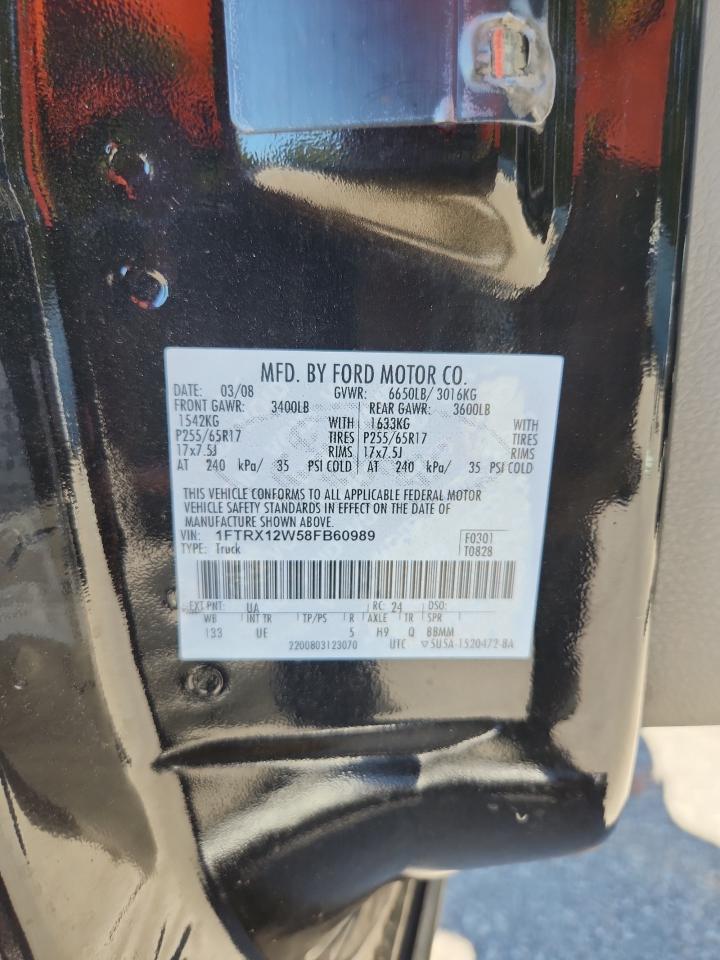 MFD. BY FORD MOTOR CO.
DATE: 03/08 GVWR: 6650LB/ 3016KG
FRONT GAWR: 3400LB REAR GAWR: 3600LB
1542KG WITH 1633KG WITH
P255/65R17 TIRES P255/65R17 TIRES
17x7.5J RIMS 17x7.5J RIMS
AT 240 kPa/ 35 PSI COLD AT 240 kPa/ 35 PSI COLD
THIS VEHICLE CONFORMS TO ALL APPLICABLE FEDERAL MOTOR
VEHICLE SAFETY STANDARDS IN EFFECT ON THE DATE OF
MANUFACTURE SHOWN ABOVE.
VIN: 1FTRX12W58FB60989 F0301
TYPE: Truck T0828
EXT PNT: UA RC: 24 DSO:
WB INT TR TP/PS R AXLE TR SPR
133 UE 5 H9 Q BBMM
2200803123070 UTC ▽5U5A-1520472-BA